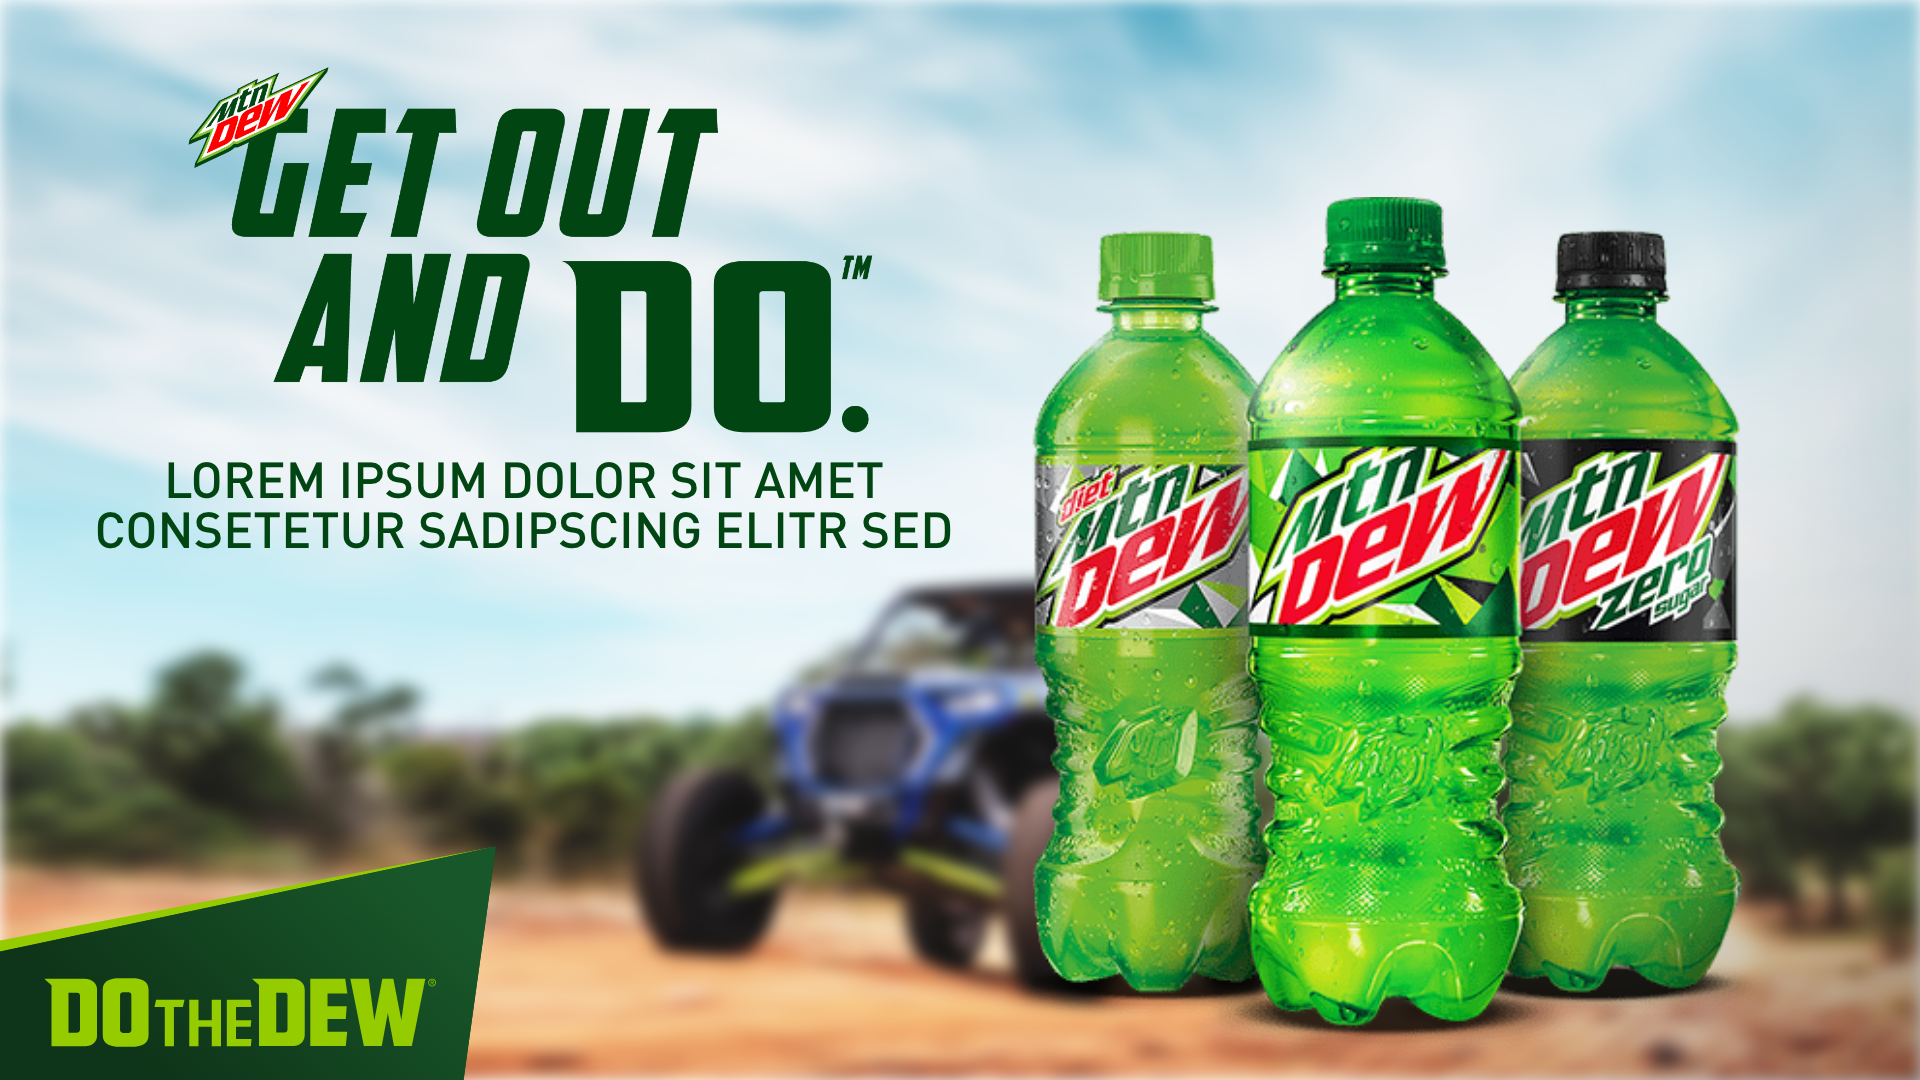 Mtn
DEW
GET OUT
AND DO.™
LOREM IPSUM DOLOR SIT AMET
CONSETETUR SADIPSCING ELITR SED
diet
Mtn
DEW
Mtn
DEW
Mtn
DEW
zero
sugar
DO THE DEW®